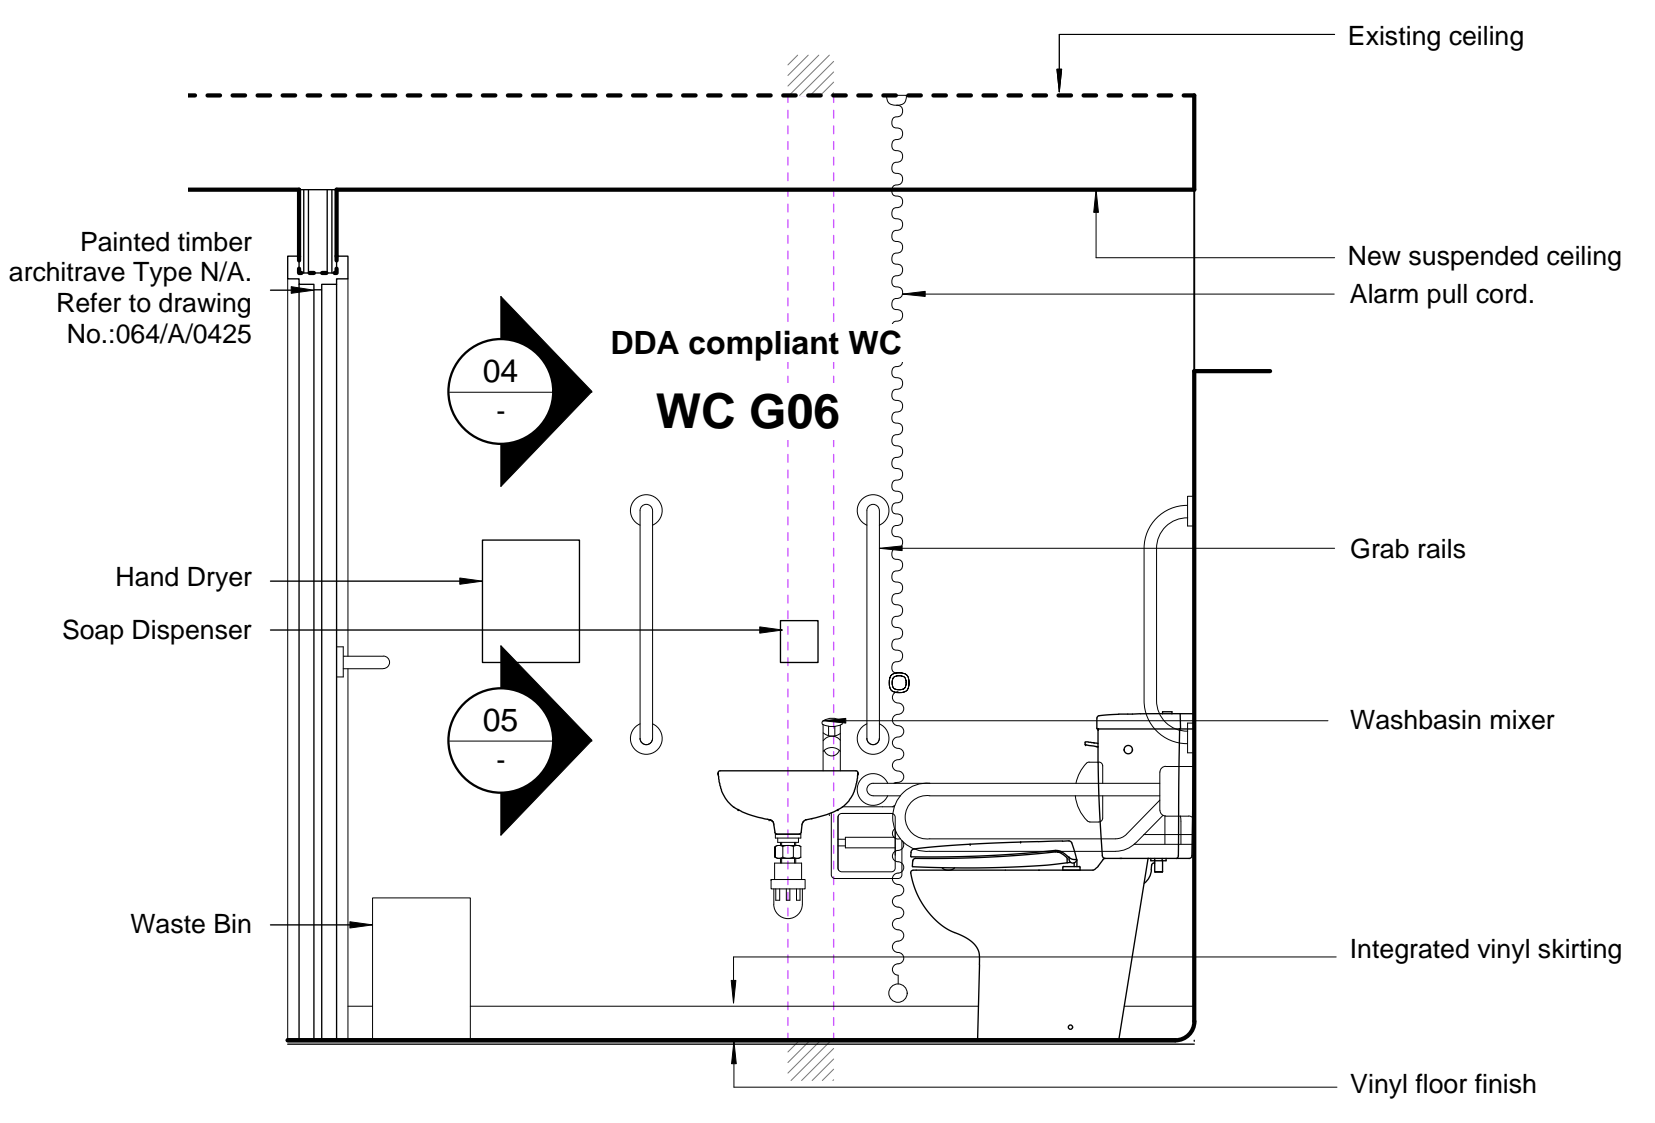 Existing ceiling
Painted timber
architrave Type N/A.
Refer to drawing
No.:064/A/0425
New suspended ceiling
Alarm pull cord.
04
-
DDA compliant WC
WC G06
Hand Dryer
Soap Dispenser
Grab rails
05
-
Washbasin mixer
Waste Bin
Integrated vinyl skirting
Vinyl floor finish